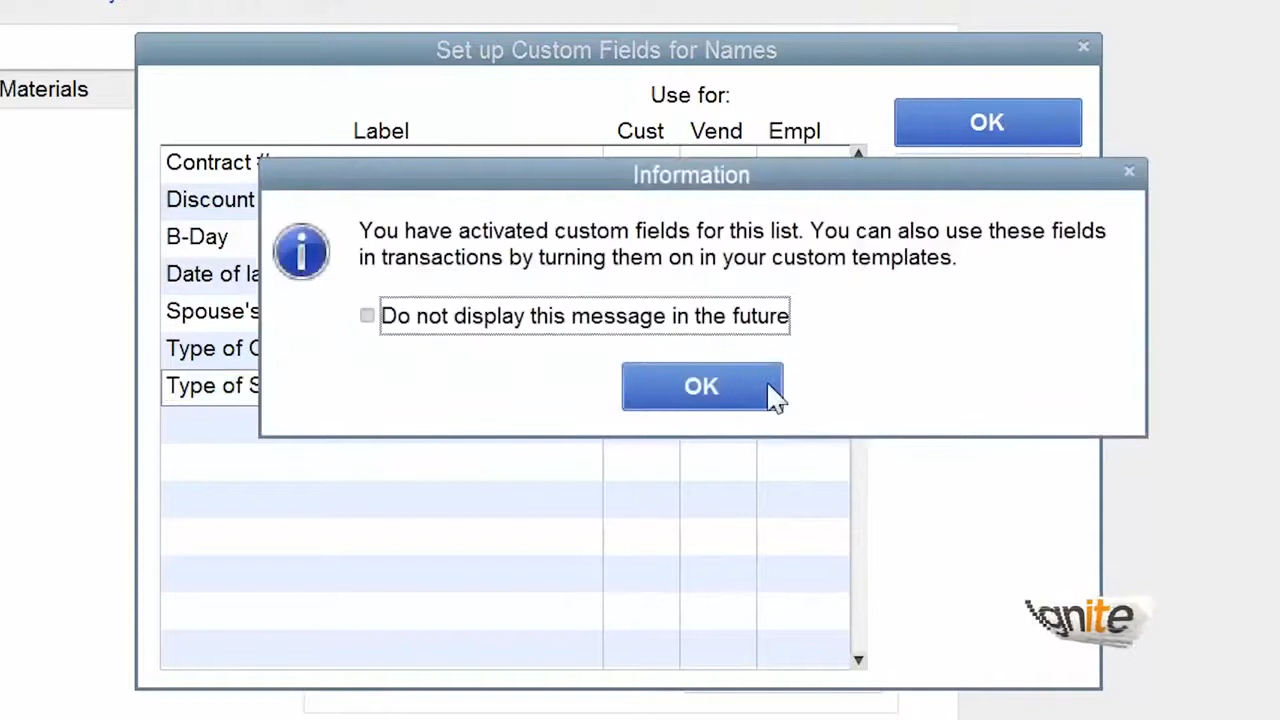 Set up Custom Fields for Names
Materials
Use for:
Label Cust Vend Empl
OK
Contract #
Discount
B-Day
Date of
Spouse's
Type of
Type of
Information
You have activated custom fields for this list. You can also use these fields
in transactions by turning them on in your custom templates.
Do not display this message in the future
OK
ignite